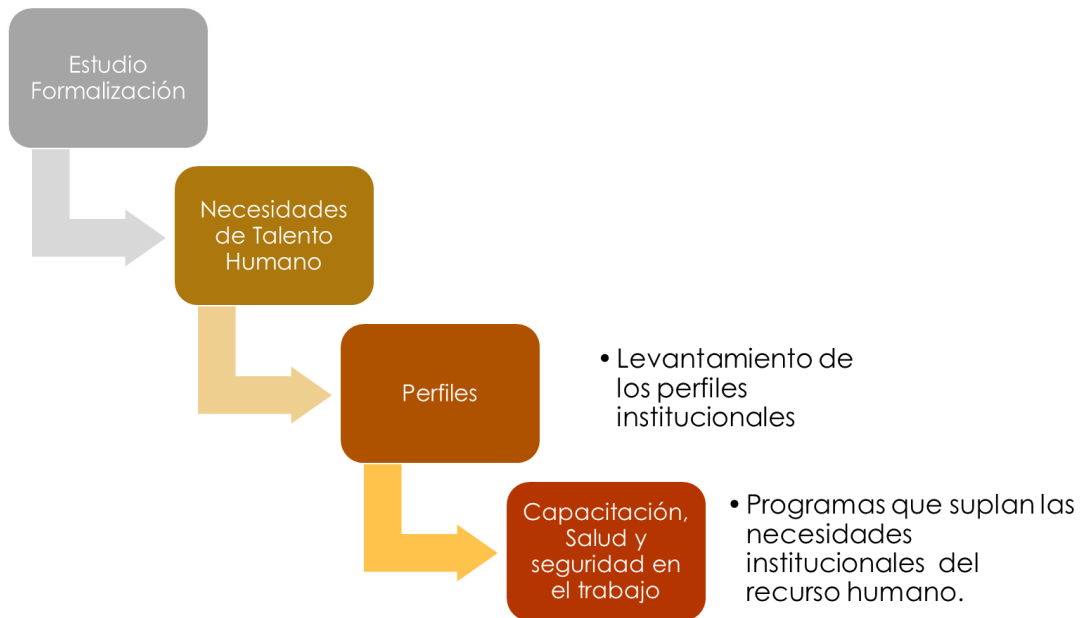 Estudio
Formalización
Necesidades
de Talento
Humano
Perfiles
• Levantamiento de
los perfiles
institucionales
Capacitación,
Salud y
seguridad en
el trabajo
• Programas que suplan las
necesidades
institucionales del
recurso humano.